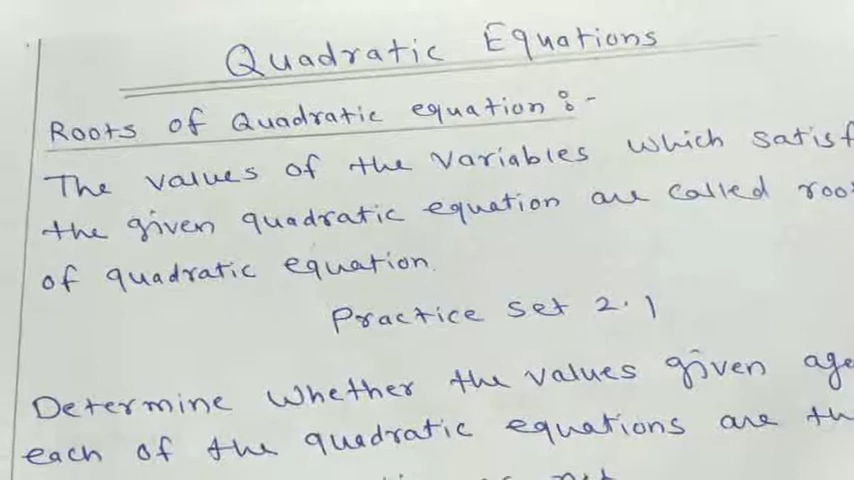 Quadratic Equations
Roots of Quadratic equation :-
The values of the variables which satisf
the given quadratic equation are called roo
of quadratic equation.
Practice set 2.1
Determine whether the values given aga
each of the quadratic equations are th